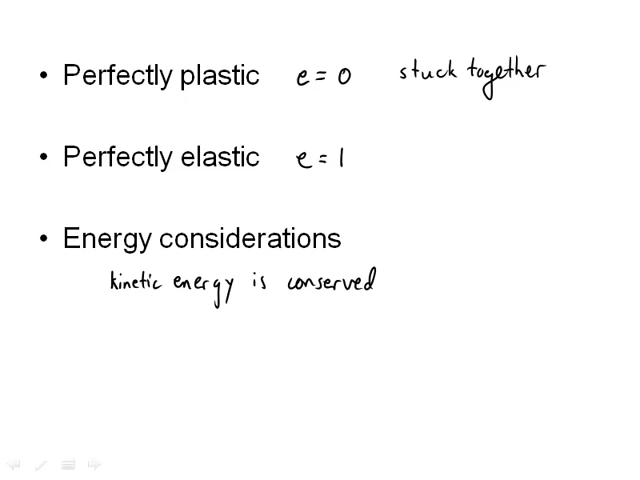 • Perfectly plastic e = 0 stuck together
• Perfectly elastic e = 1
• Energy considerations
kinetic energy is conserved